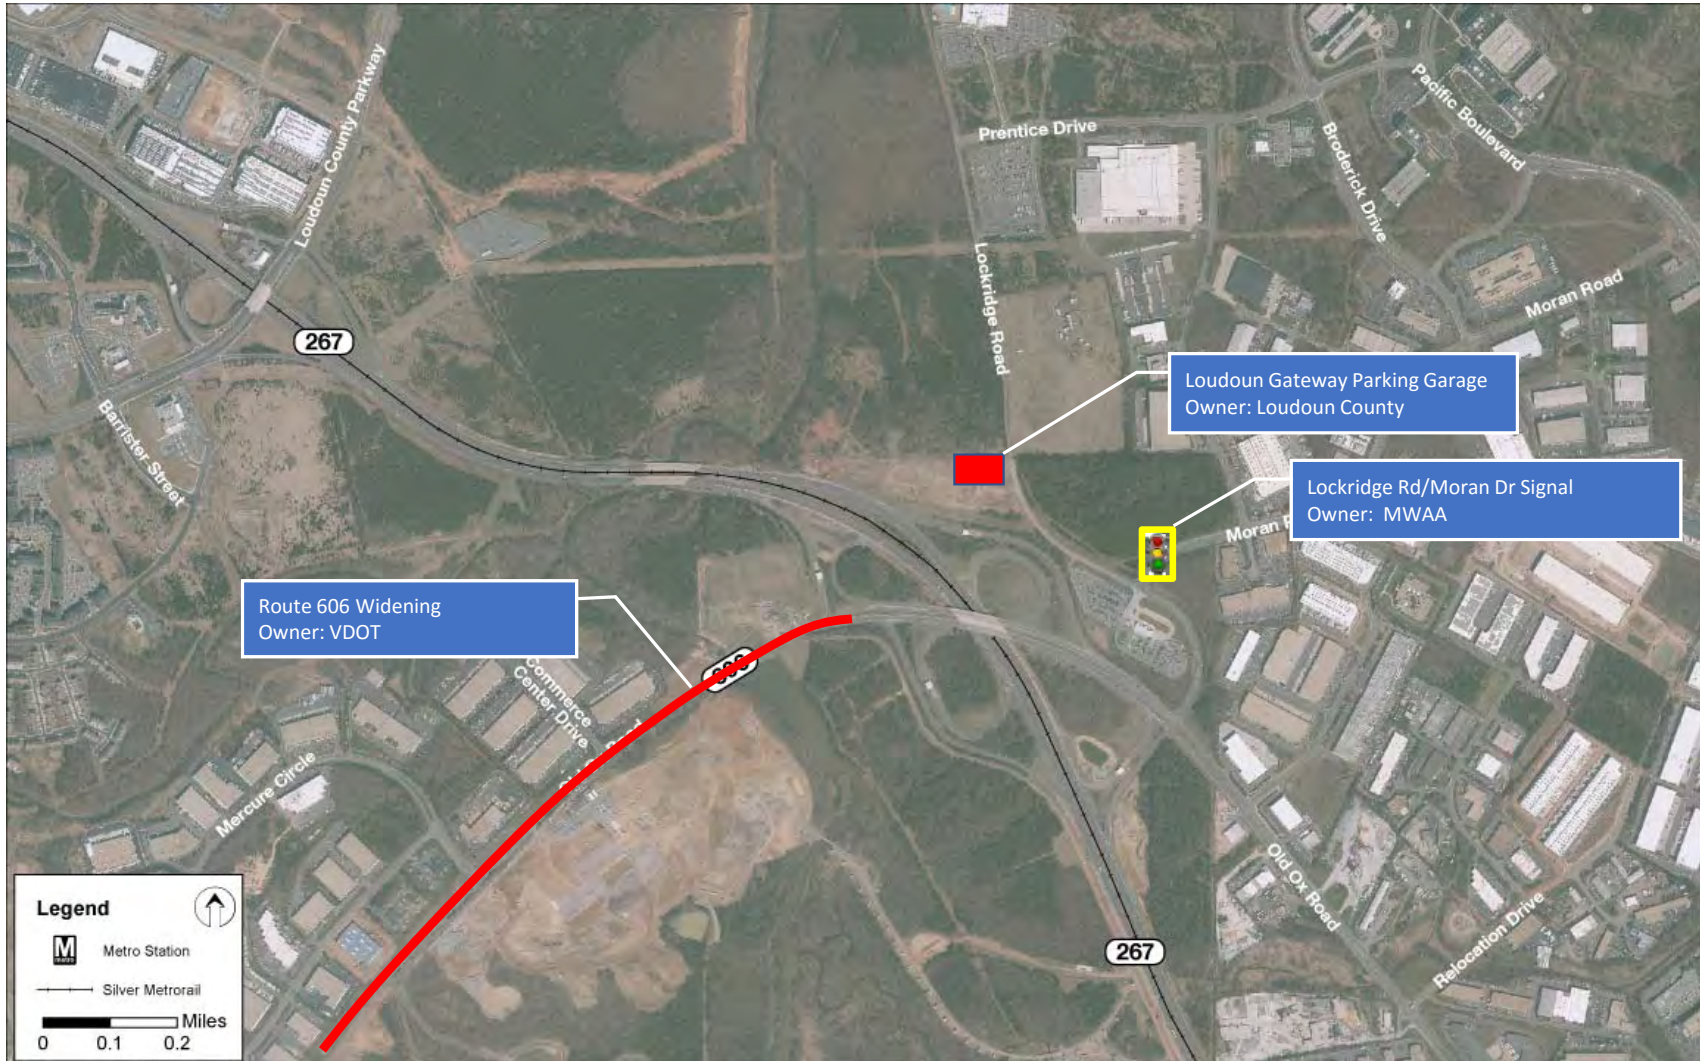 Loudoun County Parkway
Pacific Boulevard
Prentice Drive
Broderick Drive
Lockridge Road
Moran Road
267
Loudoun Gateway Parking Garage
Owner: Loudoun County
Barrister Street
Lockridge Rd/Moran Dr Signal
Owner: MWAA
Moran
Route 606 Widening
Owner: VDOT
Commerce
Center Drive
Mercure Circle
Old Ox Road
Relocation Drive
267
Legend
M
metro
Metro Station
Silver Metrorail
Miles
0 0.1 0.2